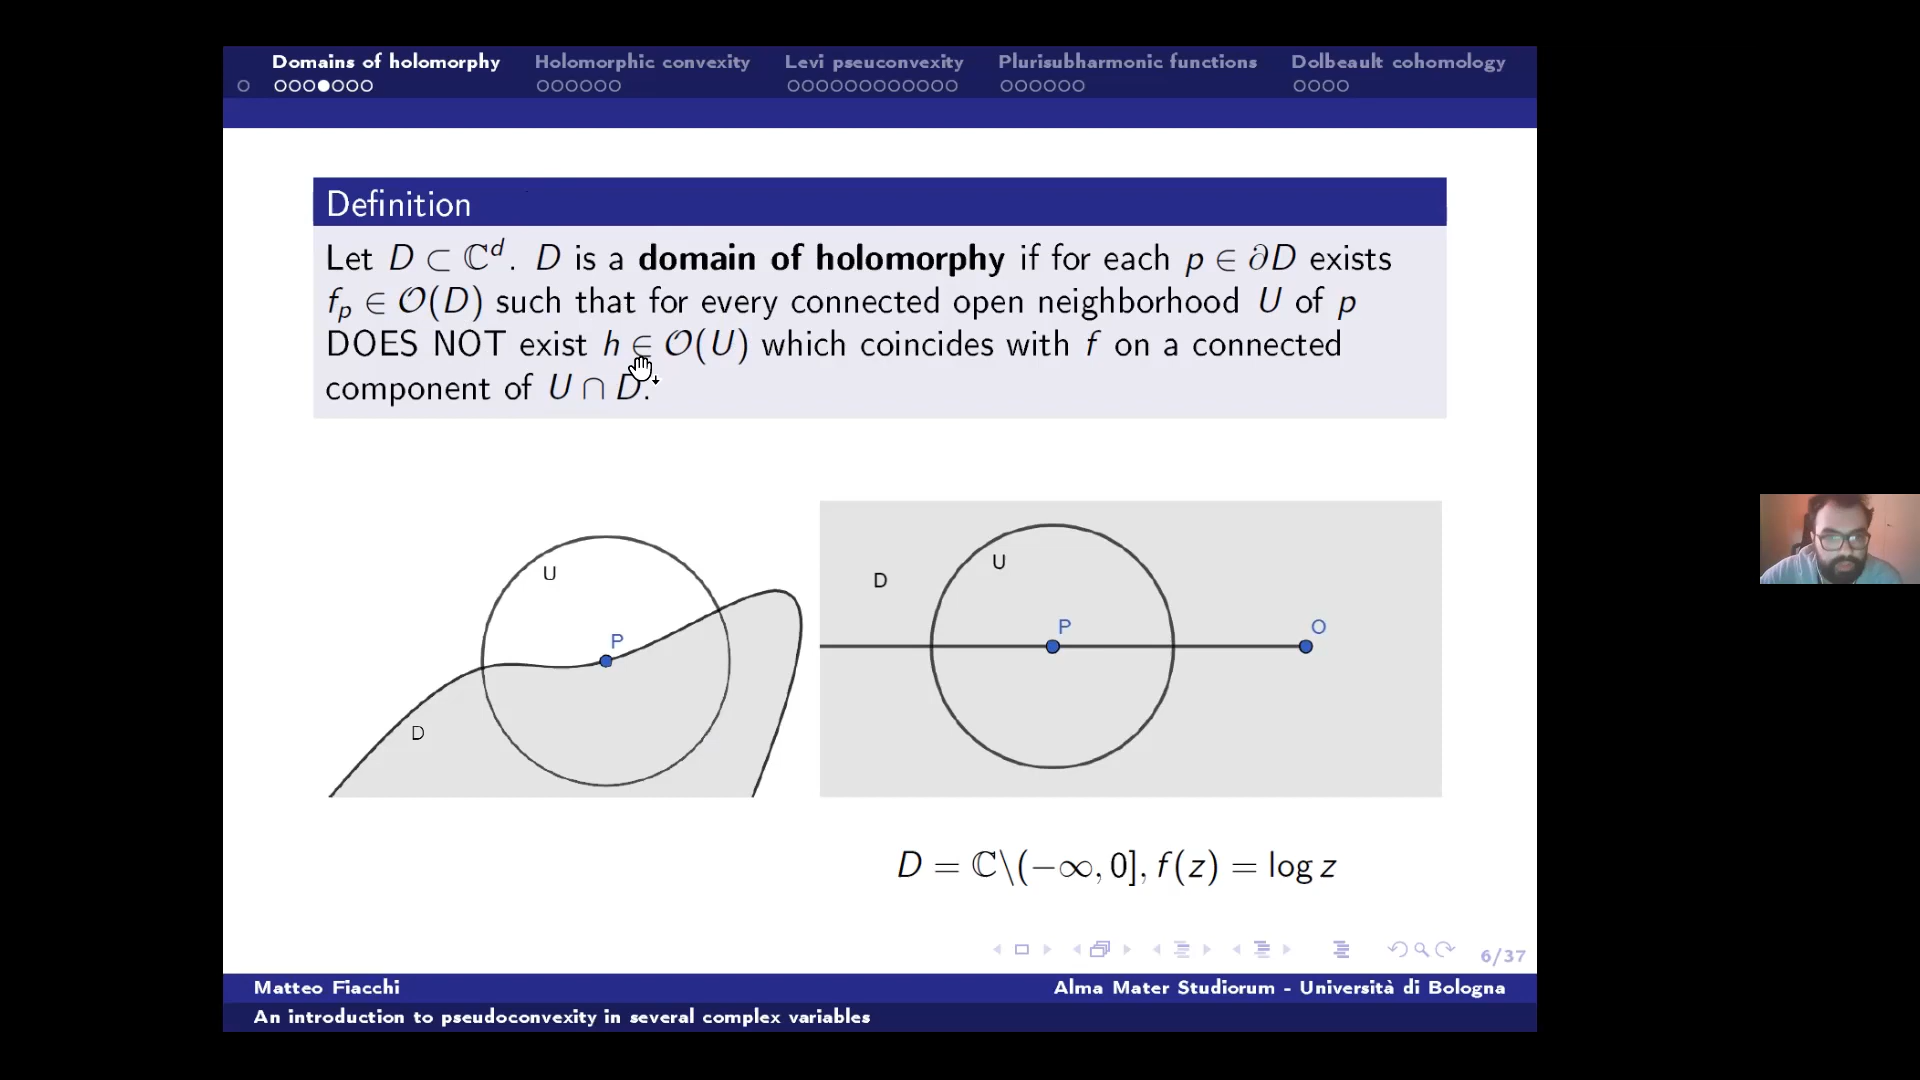 Domains of holomorphy Holomorphic convexity Levi pseuconvexity Plurisubharmonic functions Dolbeault cohomology
Definition
Let D ⊂ ℂᵈ. D is a domain of holomorphy if for each p ∈ ∂D exists
fₚ ∈ 𝒪(D) such that for every connected open neighborhood U of p
DOES NOT exist h ∈ 𝒪(U) which coincides with f on a connected
component of U ∩ D.
U
P
D
D
U
P
O
D = ℂ\(−∞, 0], f(z) = log z
6/37
Matteo Fiacchi Alma Mater Studiorum - Università di Bologna
An introduction to pseudoconvexity in several complex variables